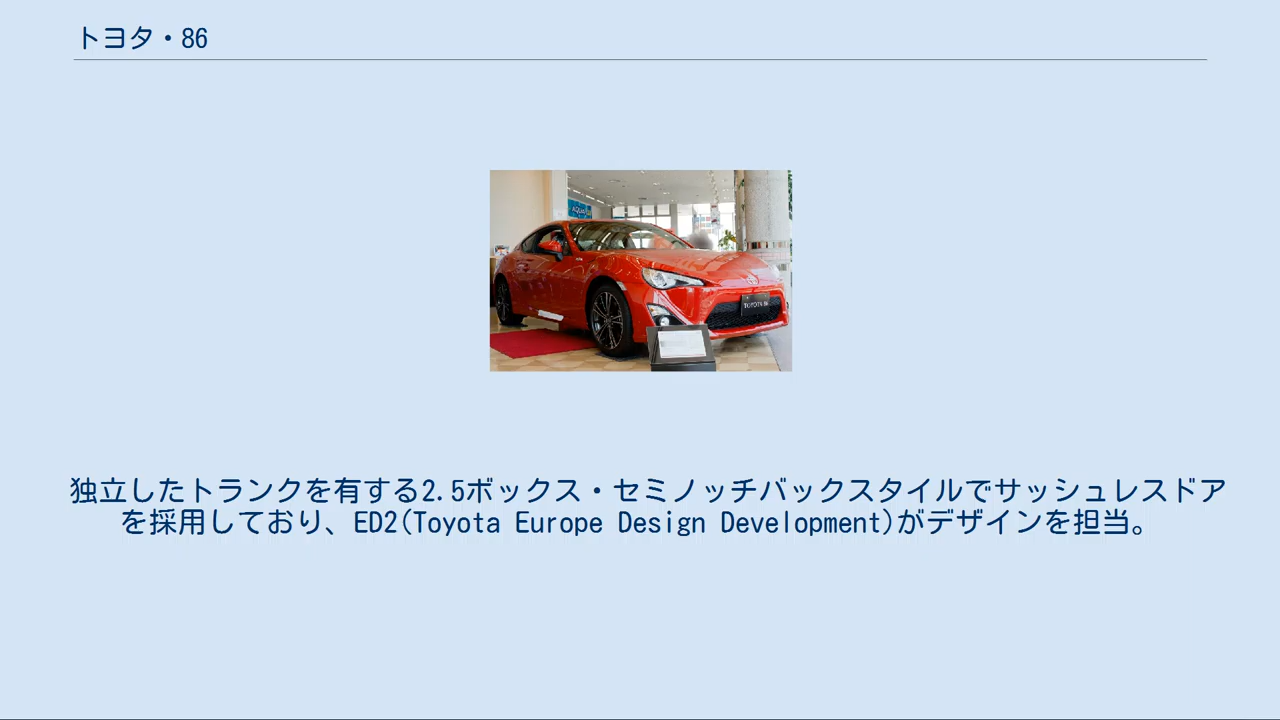 トヨタ・86
AQUA
TOYOTA 86
独立したトランクを有する2.5ボックス・セミノッチバックスタイルでサッシュレスドア
を採用しており、ED2(Toyota Europe Design Development)がデザインを担当。